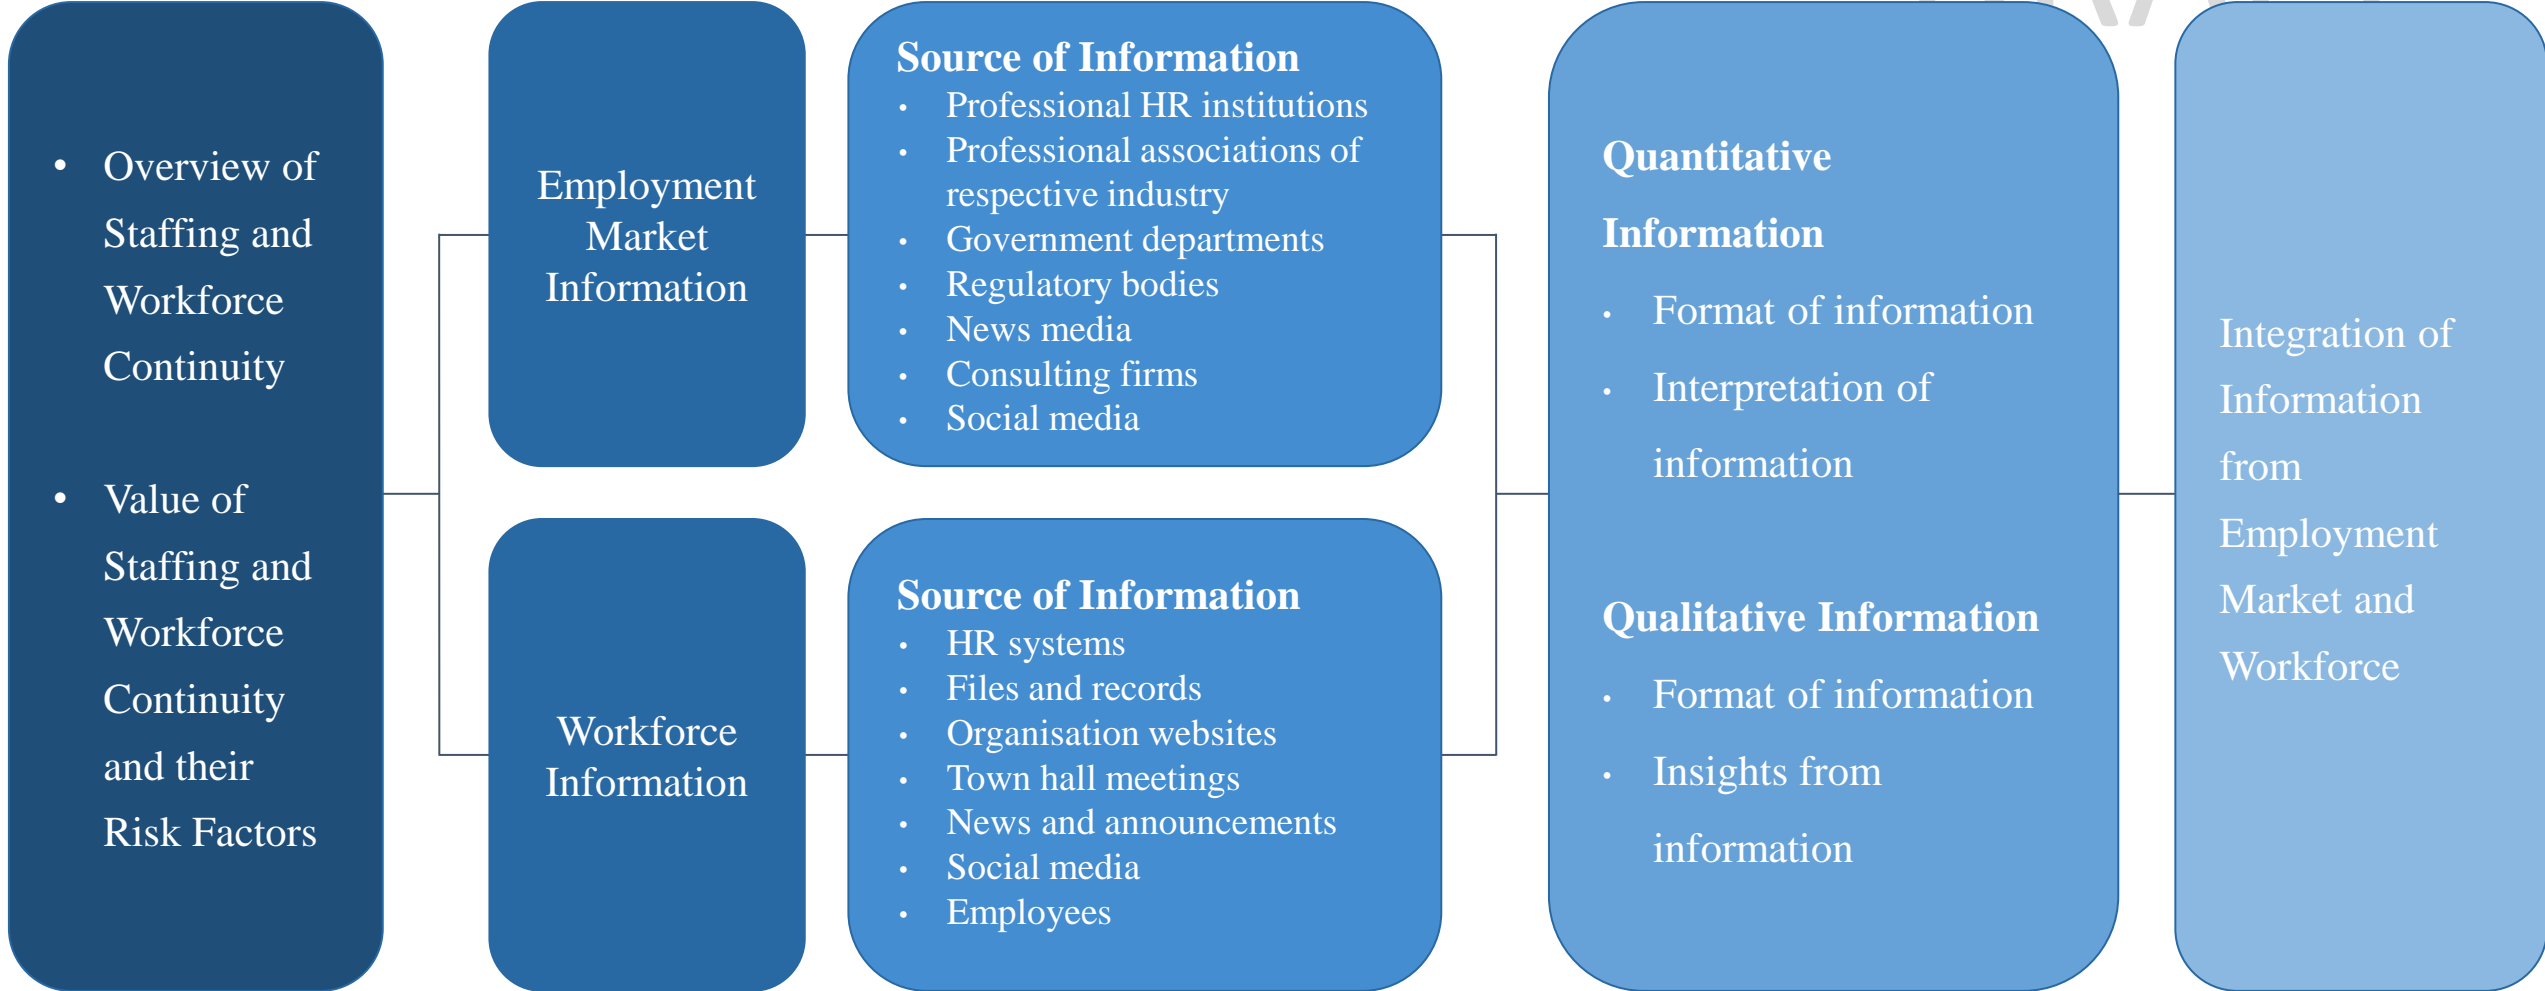 • Overview of
Staffing and
Workforce
Continuity
• Value of
Staffing and
Workforce
Continuity
and their
Risk Factors
Employment
Market
Information
Source of Information
• Professional HR institutions
• Professional associations of
respective industry
• Government departments
• Regulatory bodies
• News media
• Consulting firms
• Social media
Workforce
Information
Source of Information
• HR systems
• Files and records
• Organisation websites
• Town hall meetings
• News and announcements
• Social media
• Employees
Quantitative
Information
• Format of information
• Interpretation of
information
Qualitative Information
• Format of information
• Insights from
information
Integration of
Information
from
Employment
Market and
Workforce